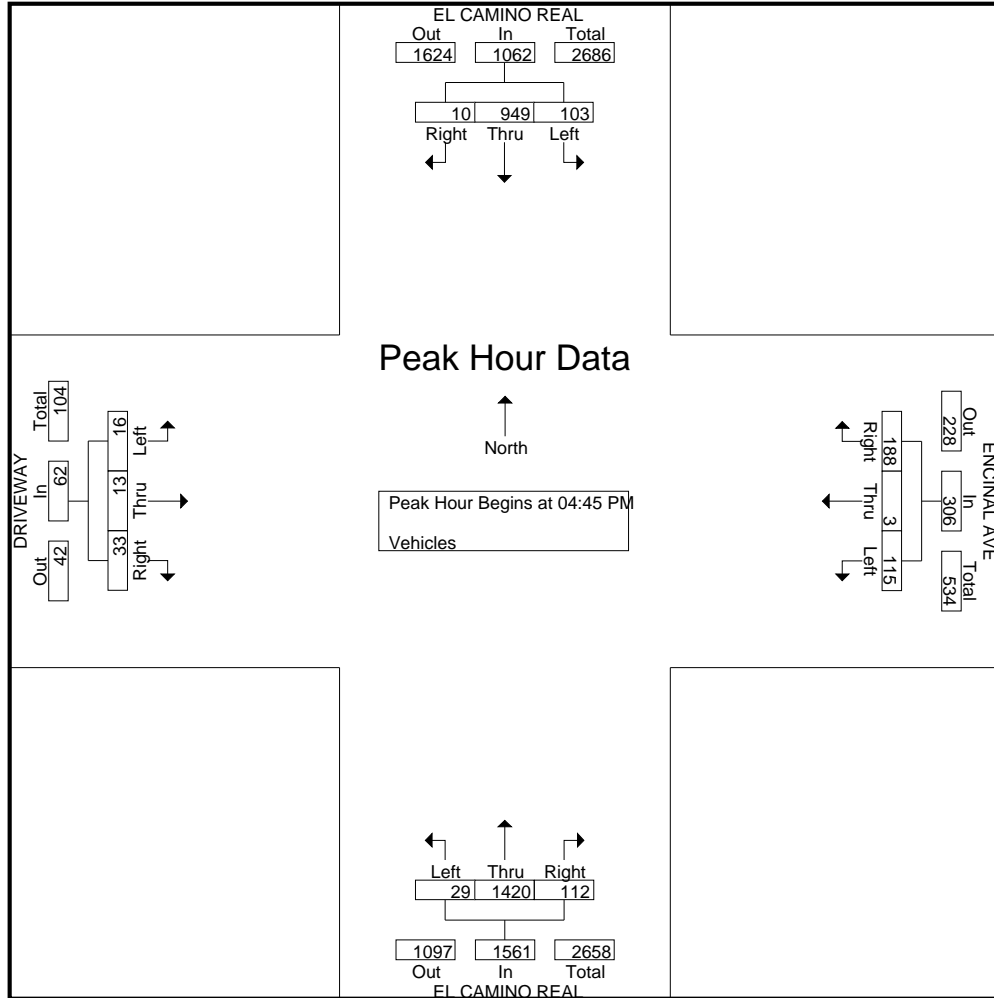 EL CAMINO REAL
Out In Total
1624 1062 2686
10 949 103
Right Thru Left
Peak Hour Data
North
Peak Hour Begins at 04:45 PM
Vehicles
DRIVEWAY
Out In Total
42 62 104
33 13 16
Right Thru Left
ENCINAL AVE
Out In Total
228 306 534
188 3 115
Right Thru Left
Left Thru Right
29 1420 112
1097 1561 2658
Out In Total
EL CAMINO REAL